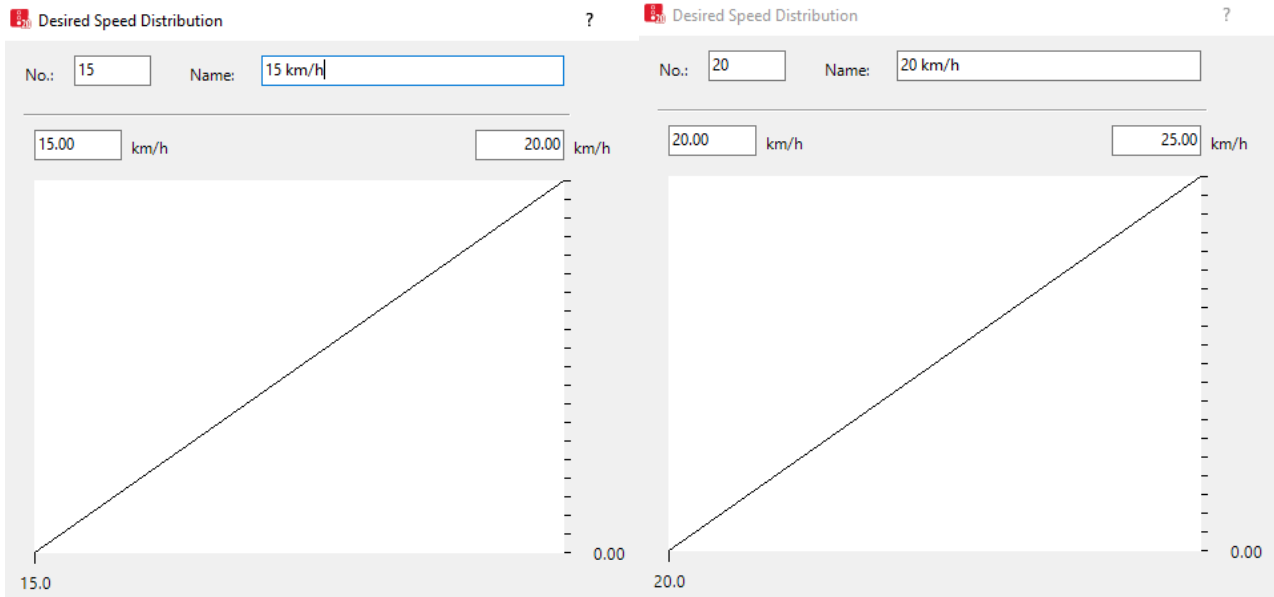 Desired Speed Distribution ?
No.: 15 Name: 15 km/h
15.00 km/h 20.00 km/h
0.00
15.0
Desired Speed Distribution ?
No.: 20 Name: 20 km/h
20.00 km/h 25.00 km/h
0.00
20.0